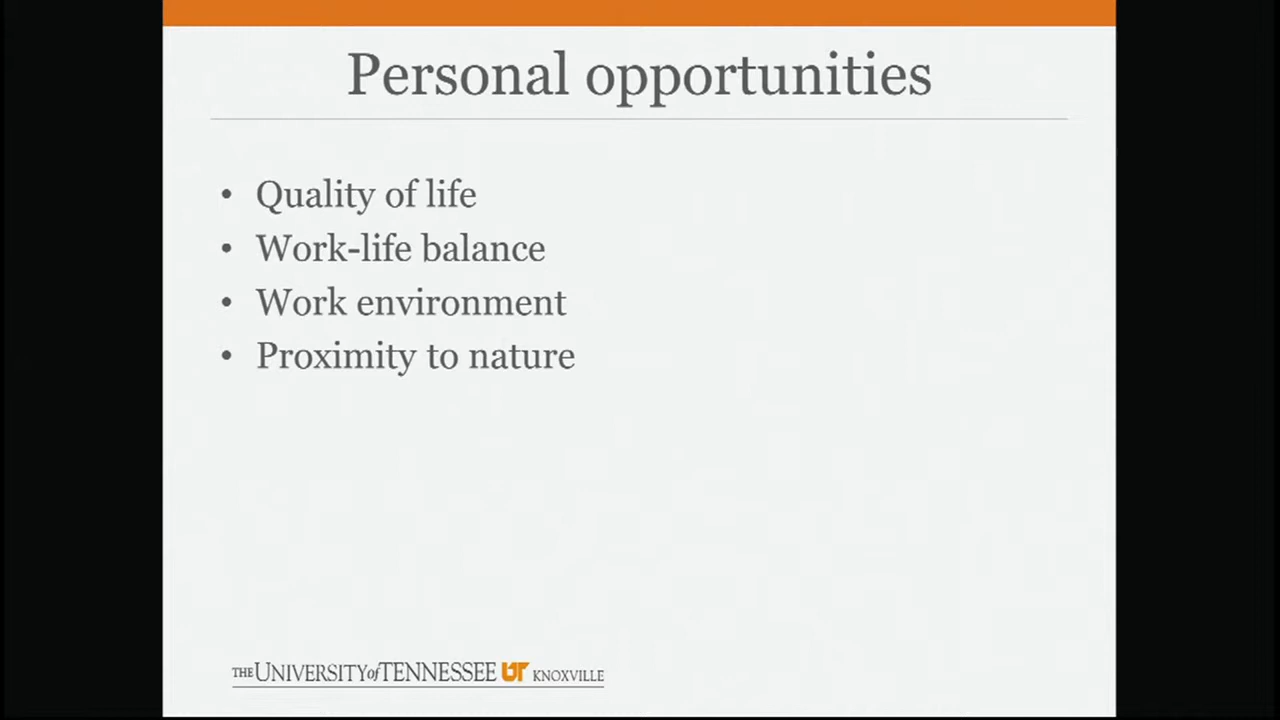 Personal opportunities
• Quality of life
• Work-life balance
• Work environment
• Proximity to nature
THE UNIVERSITY of TENNESSEE UT KNOXVILLE